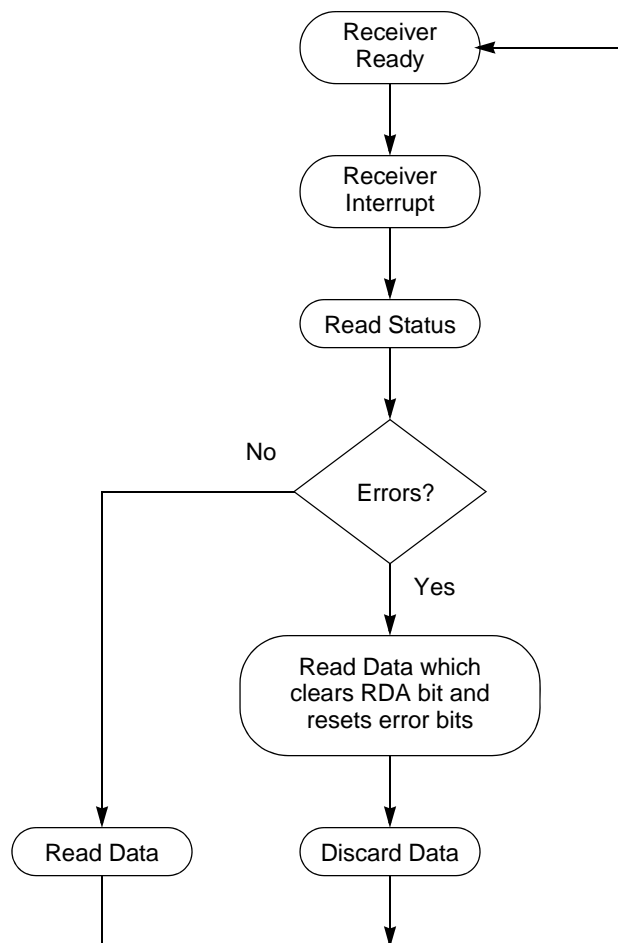 Receiver
Ready
Receiver
Interrupt
Read Status
No
Errors?
Yes
Read Data which
clears RDA bit and
resets error bits
Read Data
Discard Data